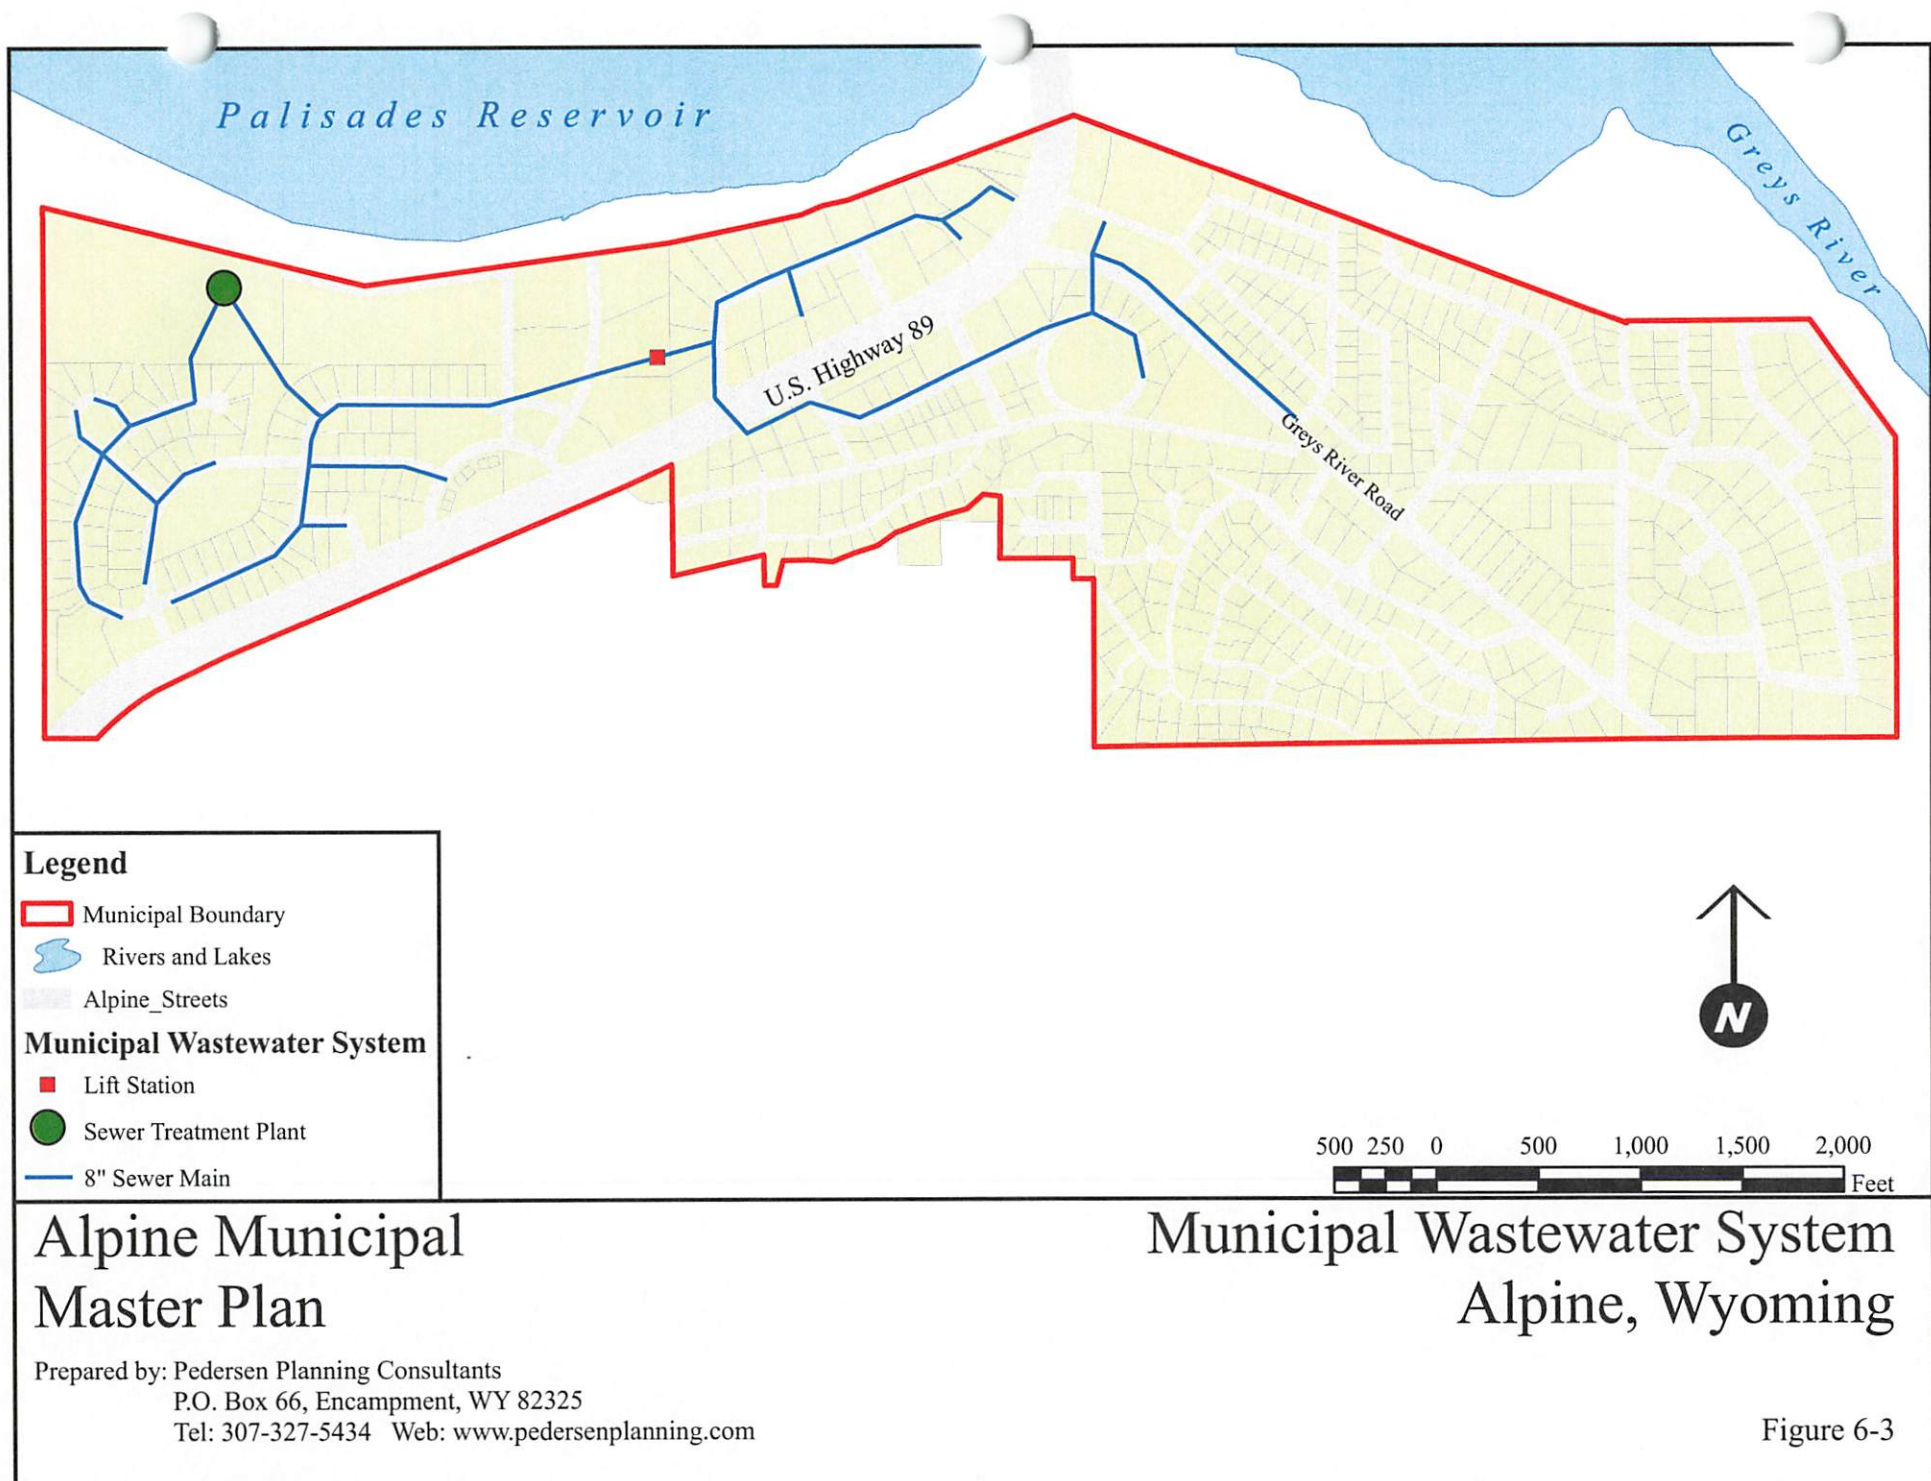 Palisades Reservoir
Greys River
U.S. Highway 89
Greys River Road
Legend
Municipal Boundary
Rivers and Lakes
Alpine_Streets
Municipal Wastewater System
Lift Station
Sewer Treatment Plant
8" Sewer Main
N
500 250 0 500 1,000 1,500 2,000
Feet
Alpine Municipal
Master Plan
Prepared by: Pedersen Planning Consultants
P.O. Box 66, Encampment, WY 82325
Tel: 307-327-5434 Web: www.pedersenplanning.com
Municipal Wastewater System
Alpine, Wyoming
Figure 6-3